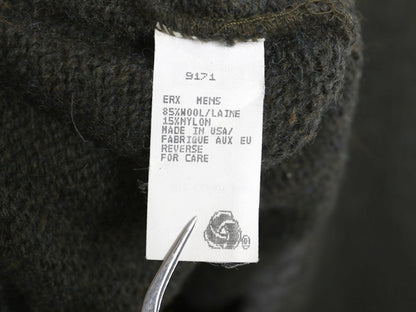 9171
ERX MENS
85%WOOL/LAINE
15%NYLON
MADE IN USA/
FABRIQUE AUX EU
REVERSE
FOR CARE
®